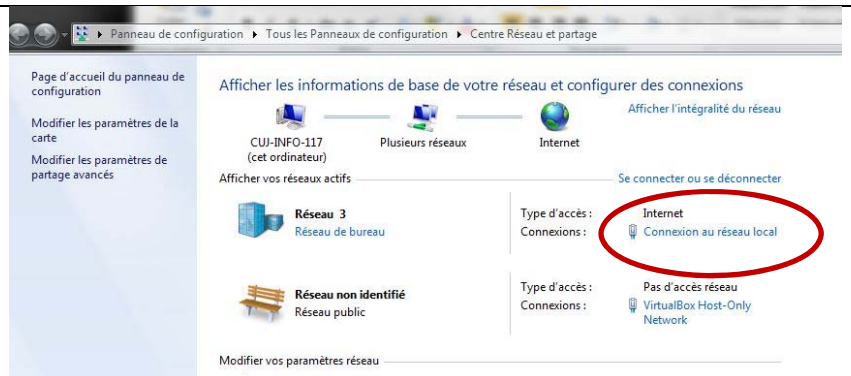 Panneau de configuration ▸ Tous les Panneaux de configuration ▸ Centre Réseau et partage
Page d'accueil du panneau de
configuration
Modifier les paramètres de la
carte
Modifier les paramètres de
partage avancés
Afficher les informations de base de votre réseau et configurer des connexions
Afficher l'intégralité du réseau
CUJ-INFO-117
(cet ordinateur)
Plusieurs réseaux
Internet
Afficher vos réseaux actifs
Se connecter ou se déconnecter
Réseau 3
Réseau de bureau
Type d'accès : Internet
Connexions : Connexion au réseau local
Réseau non identifié
Réseau public
Type d'accès : Pas d'accès réseau
Connexions : VirtualBox Host-Only
Network
Modifier vos paramètres réseau